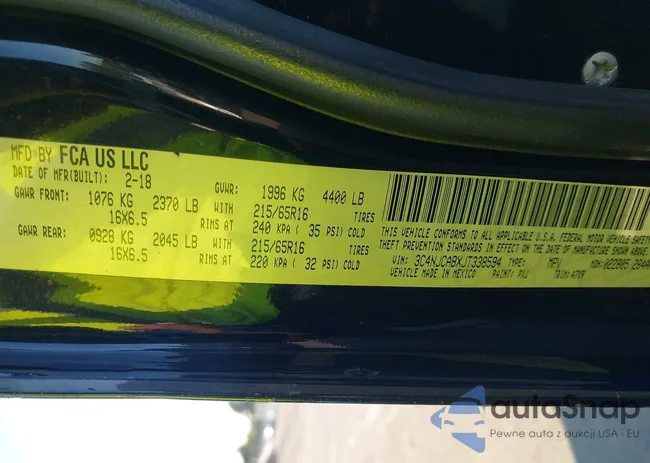 MFD BY FCA US LLC
DATE OF MFR(BUILT): 2-18 GVWR: 1996 KG 4400 LB
GAWR FRONT: 1076 KG 2370 LB WITH 215/65R16 TIRES
16X6.5 RIMS AT 240 KPA ( 35 PSI) COLD
GAWR REAR: 0928 KG 2045 LB WITH 215/65R16 TIRES
16X6.5 RIMS AT 220 KPA ( 32 PSI) COLD
THIS VEHICLE CONFORMS TO ALL APPLICABLE U.S.A. FEDERAL MOTOR VEHICLE SAFETY
THEFT PREVENTION STANDARDS IN EFFECT ON THE DATE OF MANUFACTURE
VIN: 3C4NJCABXJT338594 TYPE: MPV
VEHICLE MADE IN MEXICO PAINT: PXJ TRIM:
autoSnap
Pewne auta z aukcji USA i EU